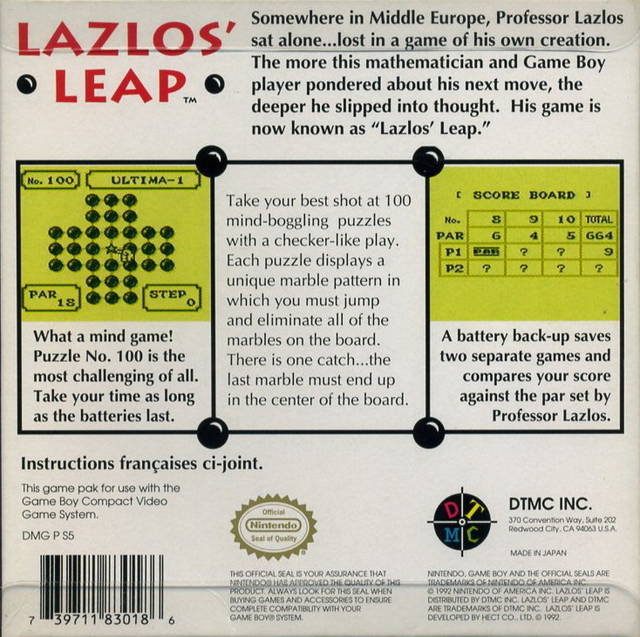 LAZLOS'
LEAP™
Somewhere in Middle Europe, Professor Lazlos
sat alone...lost in a game of his own creation.
The more this mathematician and Game Boy
player pondered about his next move, the
deeper he slipped into thought. His game is
now known as “Lazlos' Leap.”
No. 100
ULTIMA-1
PAR 18
STEP 0
What a mind game!
Puzzle No. 100 is the
most challenging of all.
Take your time as long
as the batteries last.
Take your best shot at 100
mind-boggling puzzles
with a checker-like play.
Each puzzle displays a
unique marble pattern in
which you must jump
and eliminate all of the
marbles on the board.
There is one catch...the
last marble must end up
in the center of the board.
[ SCORE BOARD ]
No. 8 9 10 TOTAL
PAR 6 4 5 664
P1 PAR ? ? 9
P2 ? ? ? ?
A battery back-up saves
two separate games and
compares your score
against the par set by
Professor Lazlos.
Instructions françaises ci-joint.
This game pak for use with the
Game Boy Compact Video
Game System.
DMG P S5
7 39711 83018 6
Official
Nintendo
Seal of Quality
THIS OFFICIAL SEAL IS YOUR ASSURANCE THAT
NINTENDO® HAS APPROVED THE QUALITY OF THIS
PRODUCT. ALWAYS LOOK FOR THIS SEAL WHEN
BUYING GAMES AND ACCESSORIES TO ENSURE
COMPLETE COMPATIBILITY WITH YOUR
GAME BOY® SYSTEM.
DTMC
DTMC INC.
370 Convention Way, Suite 202
Redwood City, CA 94063 U.S.A.
MADE IN JAPAN
NINTENDO, GAME BOY AND THE OFFICIAL SEALS ARE
TRADEMARKS OF NINTENDO OF AMERICA INC.
© 1992 NINTENDO OF AMERICA INC. LAZLOS' LEAP IS
DISTRIBUTED BY DTMC INC. LAZLOS' LEAP AND DTMC
ARE TRADEMARKS OF DTMC INC. LAZLOS' LEAP IS
DEVELOPED BY HECT CO., LTD. © 1992.